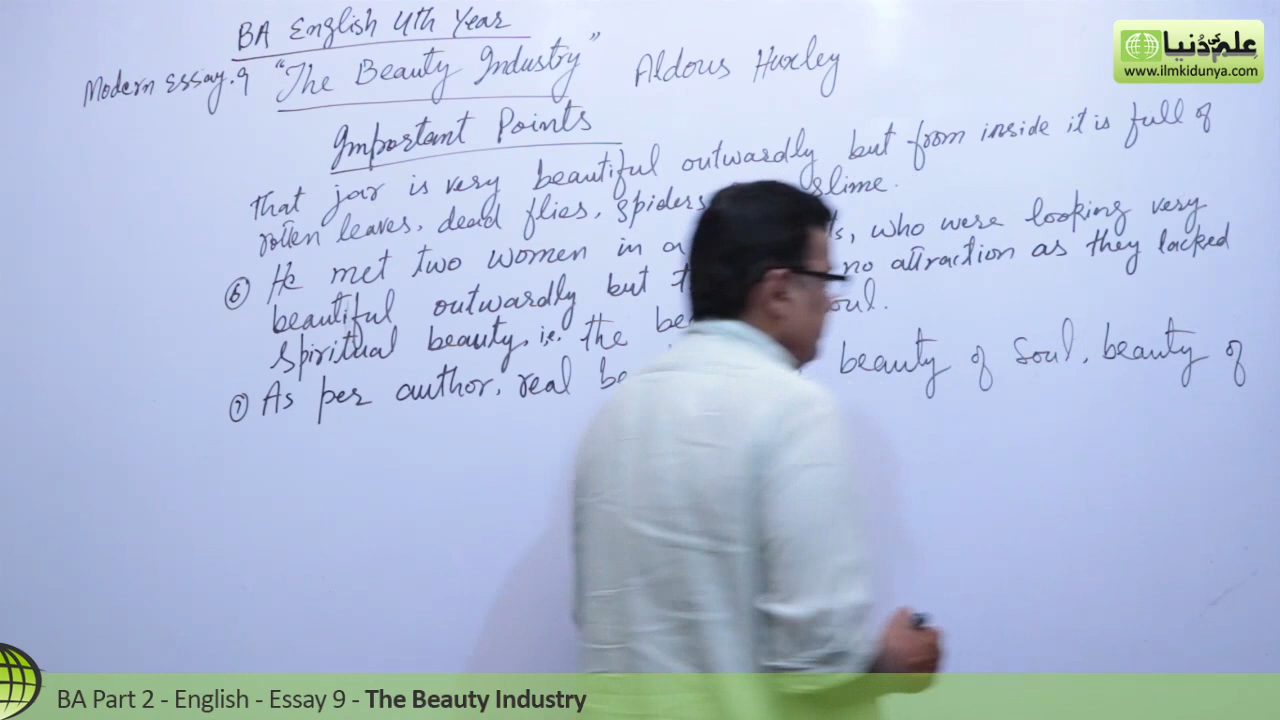 BA English 4th Year
Modern Essay.9 "The Beauty Industry" Aldous Huxley
Important Points
That jar is very beautiful outwardly but from inside it is full of
rotten leaves, dead flies, spiders slime.
⑥ He met two women in who were looking very
beautiful outwardly but no attraction as they lacked
Spiritual beauty, i.e. the
⑦ As per author, real beauty of Soul, beauty of
علم کی دنیا
www.ilmkidunya.com
BA Part 2 - English - Essay 9 - The Beauty Industry